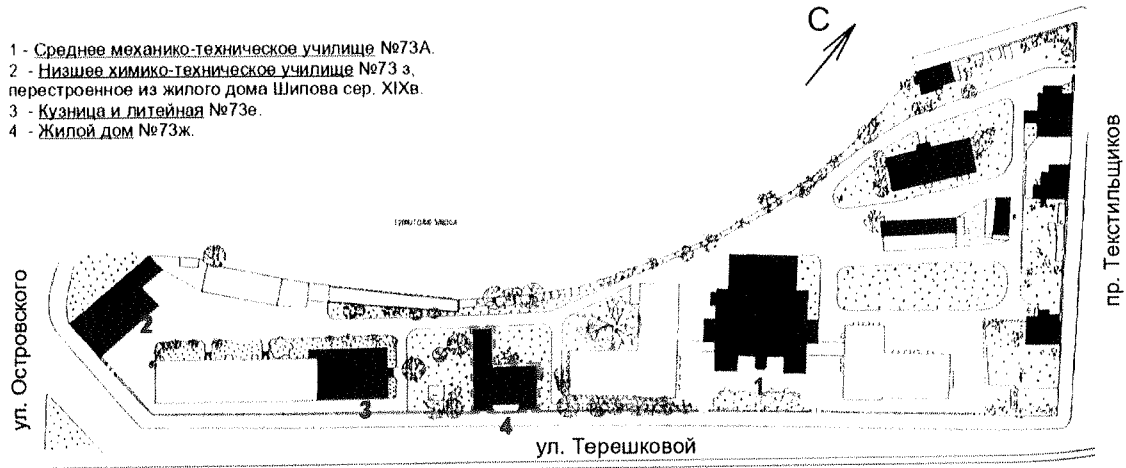 С
1 - Среднее механико-техническое училище №73А.
2 - Низшее химико-техническое училище №73 з,
перестроенное из жилого дома Шипова сер. XIXв.
3 - Кузница и литейная №73е.
4 - Жилой дом №73ж.
пр. Текстильщиков
ул. Островского
2
3
4
1
ул. Терешковой